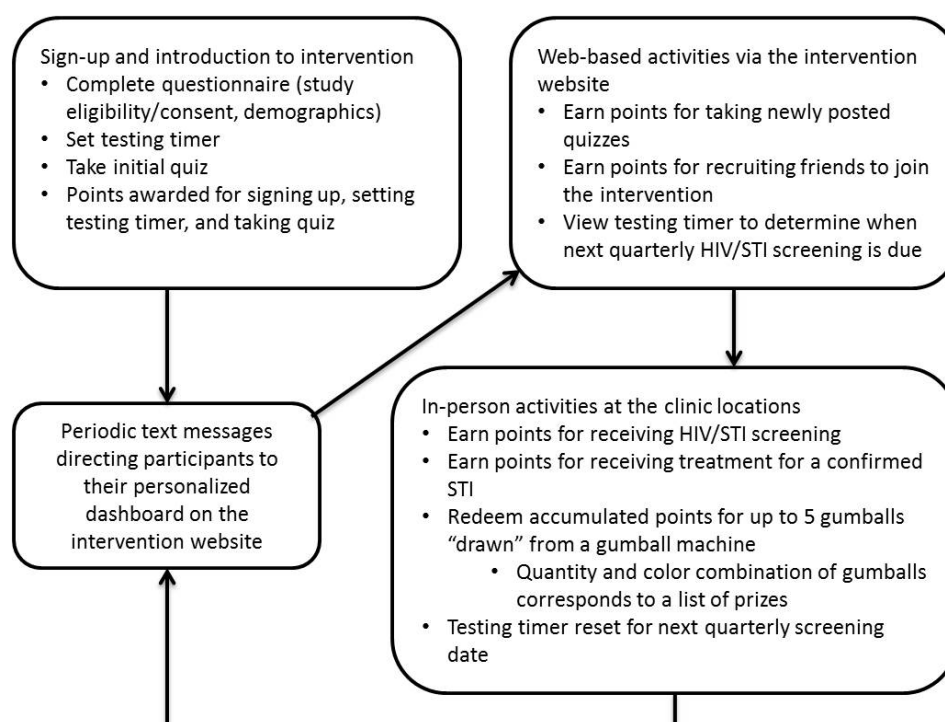 Sign-up and introduction to intervention
• Complete questionnaire (study
eligibility/consent, demographics)
• Set testing timer
• Take initial quiz
• Points awarded for signing up, setting
testing timer, and taking quiz
Web-based activities via the intervention
website
• Earn points for taking newly posted
quizzes
• Earn points for recruiting friends to join
the intervention
• View testing timer to determine when
next quarterly HIV/STI screening is due
Periodic text messages
directing participants to
their personalized
dashboard on the
intervention website
In-person activities at the clinic locations
• Earn points for receiving HIV/STI screening
• Earn points for receiving treatment for a confirmed
STI
• Redeem accumulated points for up to 5 gumballs
“drawn” from a gumball machine
• Quantity and color combination of gumballs
corresponds to a list of prizes
• Testing timer reset for next quarterly screening
date